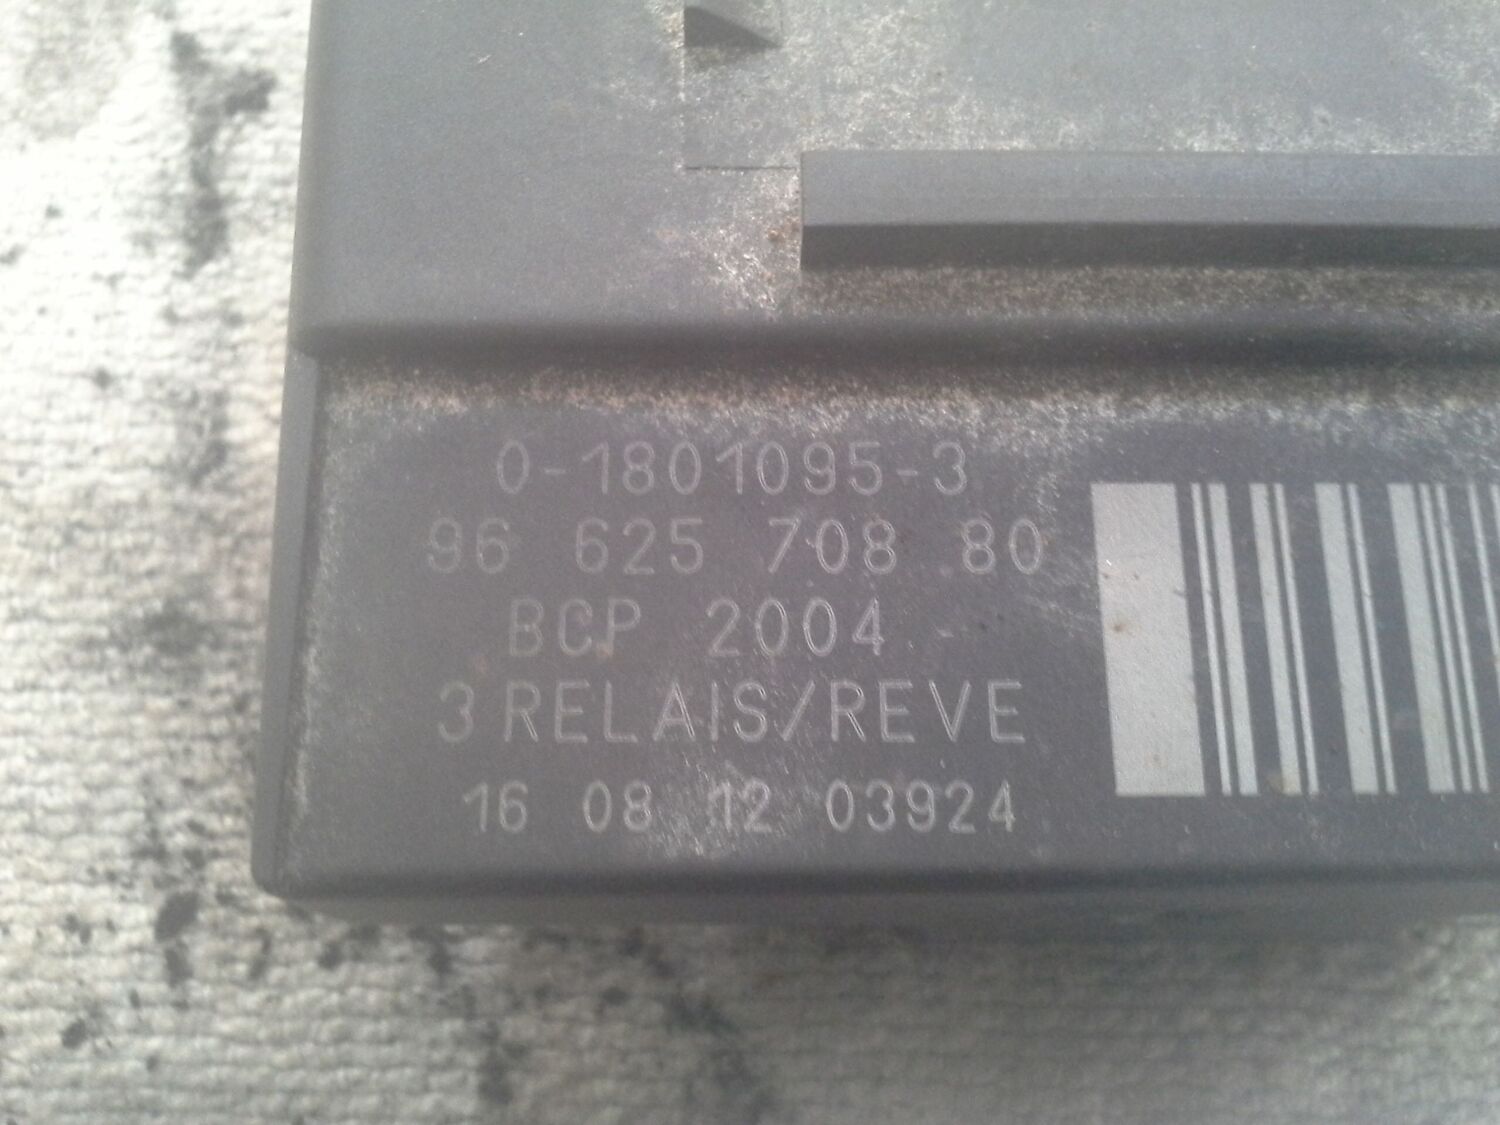 0-1801095-3
96 625 708 80
BCP 2004
3 RELAIS/REVE
16 08 12 03924